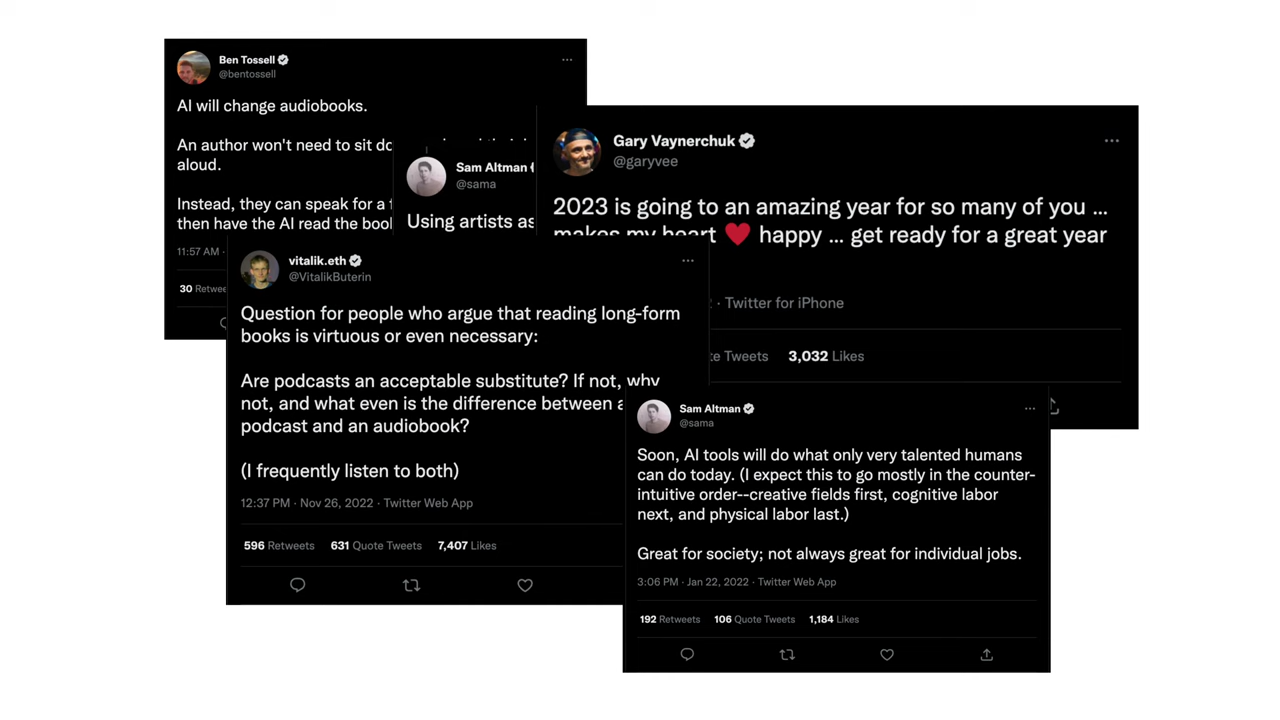 Ben Tossell
@bentossell
AI will change audiobooks.
An author won't need to sit do
aloud.
Instead, they can speak for a
then have the AI read the book
11:57 AM ·
30 Retwee
Sam Altman
@sama
Using artists as
Gary Vaynerchuk
@garyvee
2023 is going to an amazing year for so many of you ...
makes my heart ❤️ happy ... get ready for a great year
· Twitter for iPhone
te Tweets 3,032 Likes
vitalik.eth
@VitalikButerin
Question for people who argue that reading long-form
books is virtuous or even necessary:
Are podcasts an acceptable substitute? If not, why
not, and what even is the difference between a
podcast and an audiobook?
(I frequently listen to both)
12:37 PM · Nov 26, 2022 · Twitter Web App
596 Retweets 631 Quote Tweets 7,407 Likes
Sam Altman
@sama
Soon, AI tools will do what only very talented humans
can do today. (I expect this to go mostly in the counter-
intuitive order--creative fields first, cognitive labor
next, and physical labor last.)
Great for society; not always great for individual jobs.
3:06 PM · Jan 22, 2022 · Twitter Web App
192 Retweets 106 Quote Tweets 1,184 Likes